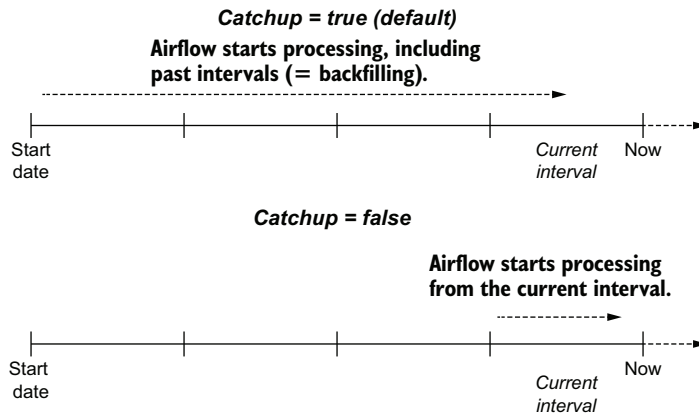 Catchup = true (default)
Airflow starts processing, including
past intervals (= backfilling).
Start
date
Current
interval
Now
Catchup = false
Airflow starts processing
from the current interval.
Start
date
Current
interval
Now